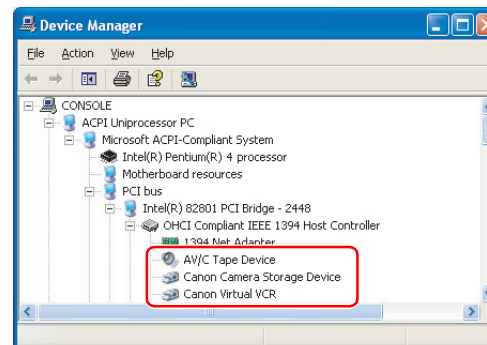 Device Manager
File Action View Help
CONSOLE
ACPI Uniprocessor PC
Microsoft ACPI-Compliant System
Intel(R) Pentium(R) 4 processor
Motherboard resources
PCI bus
Intel(R) 82801 PCI Bridge - 2448
OHCI Compliant IEEE 1394 Host Controller
1394 Net Adapter
AV/C Tape Device
Canon Camera Storage Device
Canon Virtual VCR